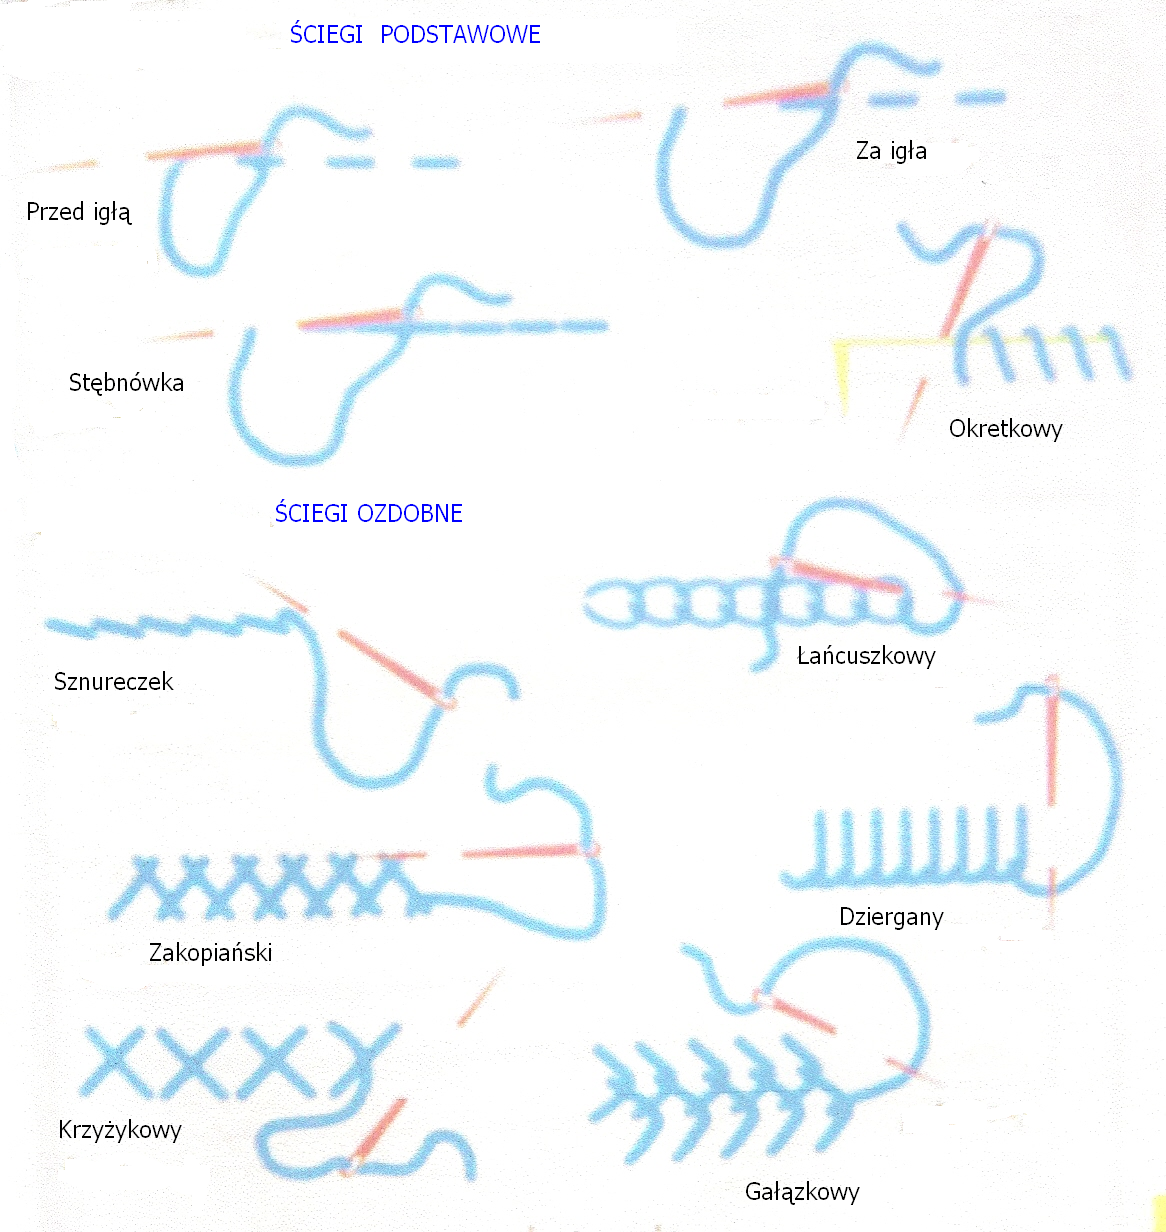 ŚCIEGI PODSTAWOWE
Przed igłą
Za igła
Stębnówka
Okretkowy
ŚCIEGI OZDOBNE
Sznureczek
Łańcuszkowy
Zakopiański
Dziergany
Krzyżykowy
Gałązkowy